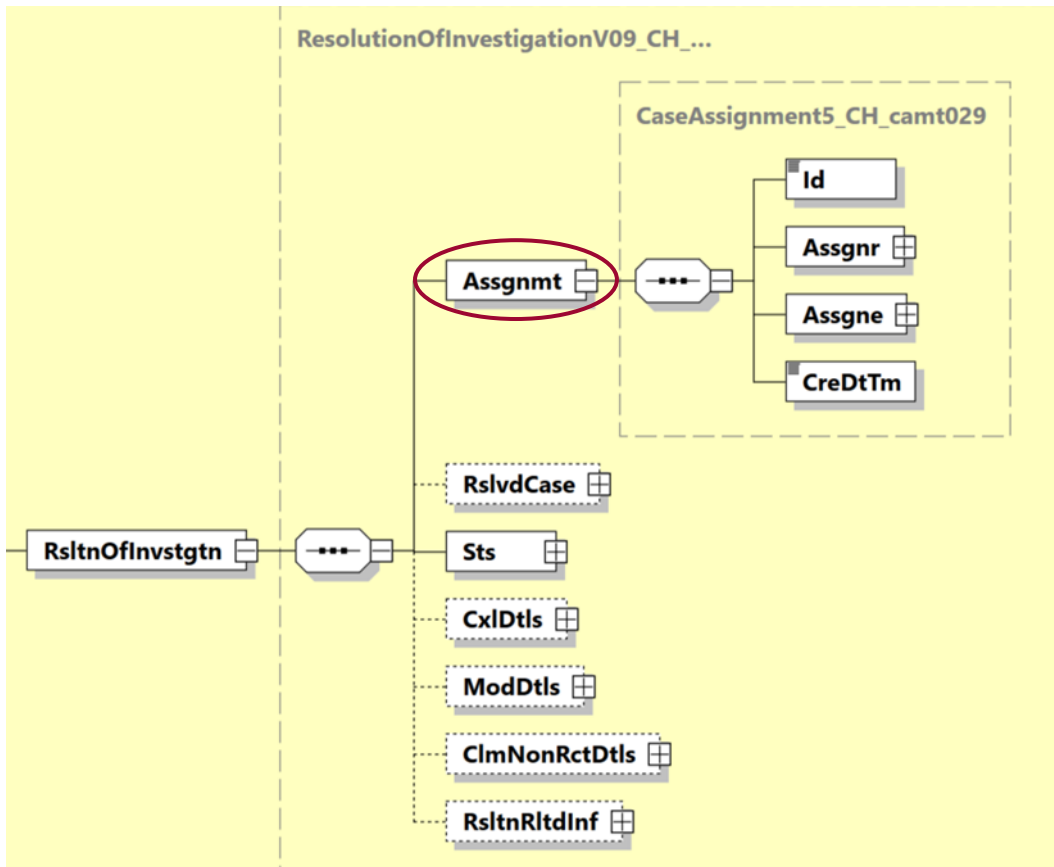 ResolutionOfInvestigationV09_CH_...
CaseAssignment5_CH_camt029
Id
Assgnr
Assgnmt
Assgne
CreDtTm
RslvdCase
RsltnOfInvstgtn
Sts
CxlDtls
ModDtls
ClmNonRctDtls
RsltnRltdInf